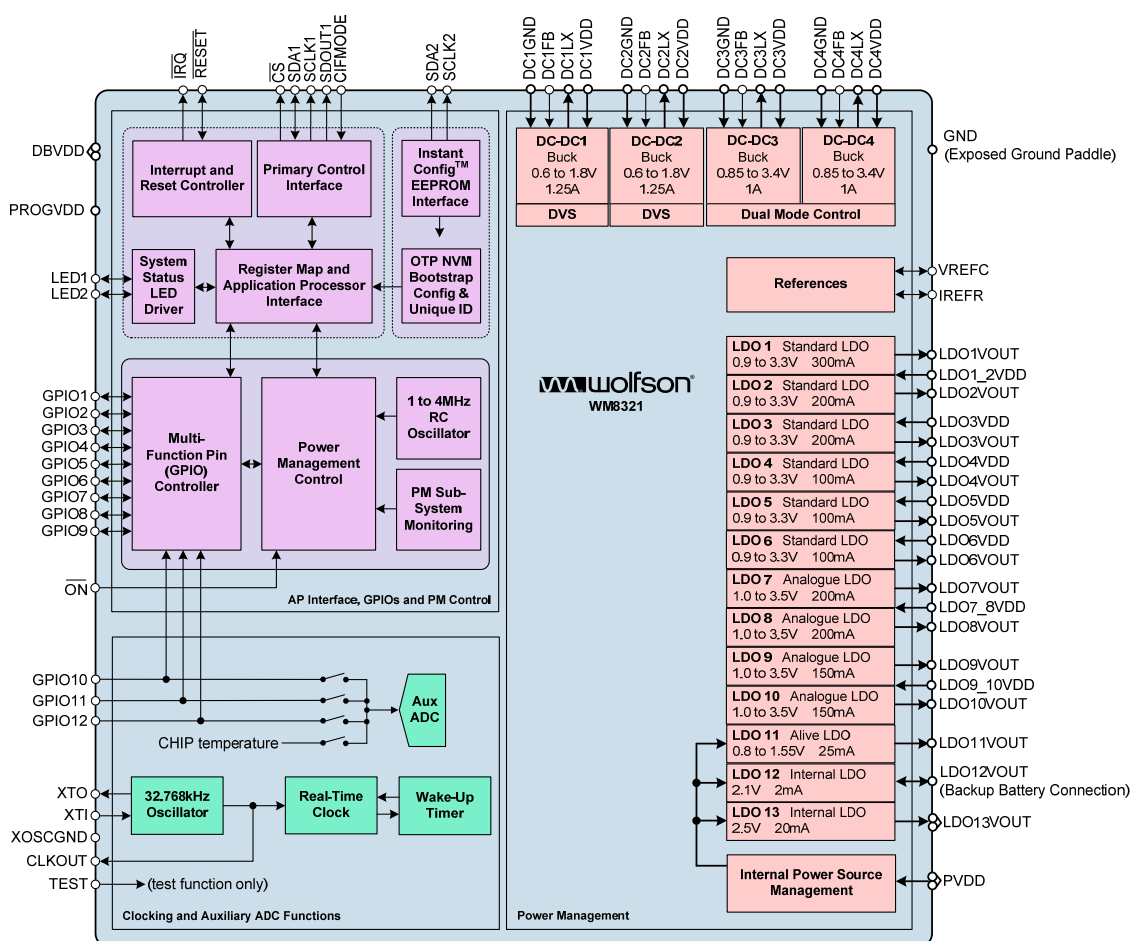 IRQ
RESET
CS
SDA1
SCLK1
SDOUT1
CIFMODE
SDA2
SCLK2
DC1GND
DC1FB
DC1LX
DC1VDD
DC2GND
DC2FB
DC2LX
DC2VDD
DC3GND
DC3FB
DC3LX
DC3VDD
DC4GND
DC4FB
DC4LX
DC4VDD
DBVDD
PROGVDD
LED1
LED2
GPIO1
GPIO2
GPIO3
GPIO4
GPIO5
GPIO6
GPIO7
GPIO8
GPIO9
ON
Interrupt and
Reset Controller
Primary Control
Interface
Instant
Config™
EEPROM
Interface
System
Status
LED
Driver
Register Map and
Application Processor
Interface
OTP NVM
Bootstrap
Config &
Unique ID
Multi-
Function Pin
(GPIO)
Controller
Power
Management
Control
1 to 4MHz
RC
Oscillator
PM Sub-
System
Monitoring
AP Interface, GPIOs and PM Control
GPIO10
GPIO11
GPIO12
CHIP temperature
Aux
ADC
XTO
XTI
XOSCGND
CLKOUT
TEST
(test function only)
32.768kHz
Oscillator
Real-Time
Clock
Wake-Up
Timer
Clocking and Auxiliary ADC Functions
DC-DC1
Buck
0.6 to 1.8V
1.25A
DVS
DC-DC2
Buck
0.6 to 1.8V
1.25A
DVS
DC-DC3
Buck
0.85 to 3.4V
1A
DC-DC4
Buck
0.85 to 3.4V
1A
Dual Mode Control
GND
(Exposed Ground Paddle)
References
VREFC
IREFR
wolfson®
WM8321
LDO 1 Standard LDO
0.9 to 3.3V 300mA
LDO 2 Standard LDO
0.9 to 3.3V 200mA
LDO 3 Standard LDO
0.9 to 3.3V 200mA
LDO 4 Standard LDO
0.9 to 3.3V 100mA
LDO 5 Standard LDO
0.9 to 3.3V 100mA
LDO 6 Standard LDO
0.9 to 3.3V 100mA
LDO 7 Analogue LDO
1.0 to 3.5V 200mA
LDO 8 Analogue LDO
1.0 to 3.5V 200mA
LDO 9 Analogue LDO
1.0 to 3.5V 150mA
LDO 10 Analogue LDO
1.0 to 3.5V 150mA
LDO 11 Alive LDO
0.8 to 1.55V 25mA
LDO 12 Internal LDO
2.1V 2mA
LDO 13 Internal LDO
2.5V 20mA
Internal Power Source
Management
LDO1VOUT
LDO1_2VDD
LDO2VOUT
LDO3VDD
LDO3VOUT
LDO4VDD
LDO4VOUT
LDO5VDD
LDO5VOUT
LDO6VDD
LDO6VOUT
LDO7VOUT
LDO7_8VDD
LDO8VOUT
LDO9VOUT
LDO9_10VDD
LDO10VOUT
LDO11VOUT
LDO12VOUT
(Backup Battery Connection)
LDO13VOUT
PVDD
Power Management